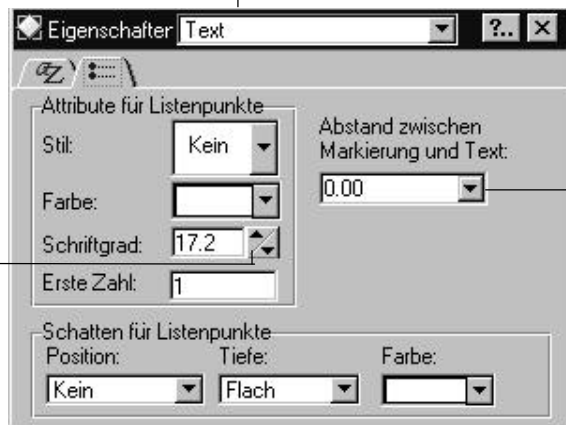 Eigenschafter Text ?..
Attribute für Listenpunkte
Stil: Kein
Farbe:
Schriftgrad: 17.2
Erste Zahl: 1
Abstand zwischen
Markierung und Text:
0.00
Schatten für Listenpunkte
Position: Tiefe: Farbe:
Kein Flach